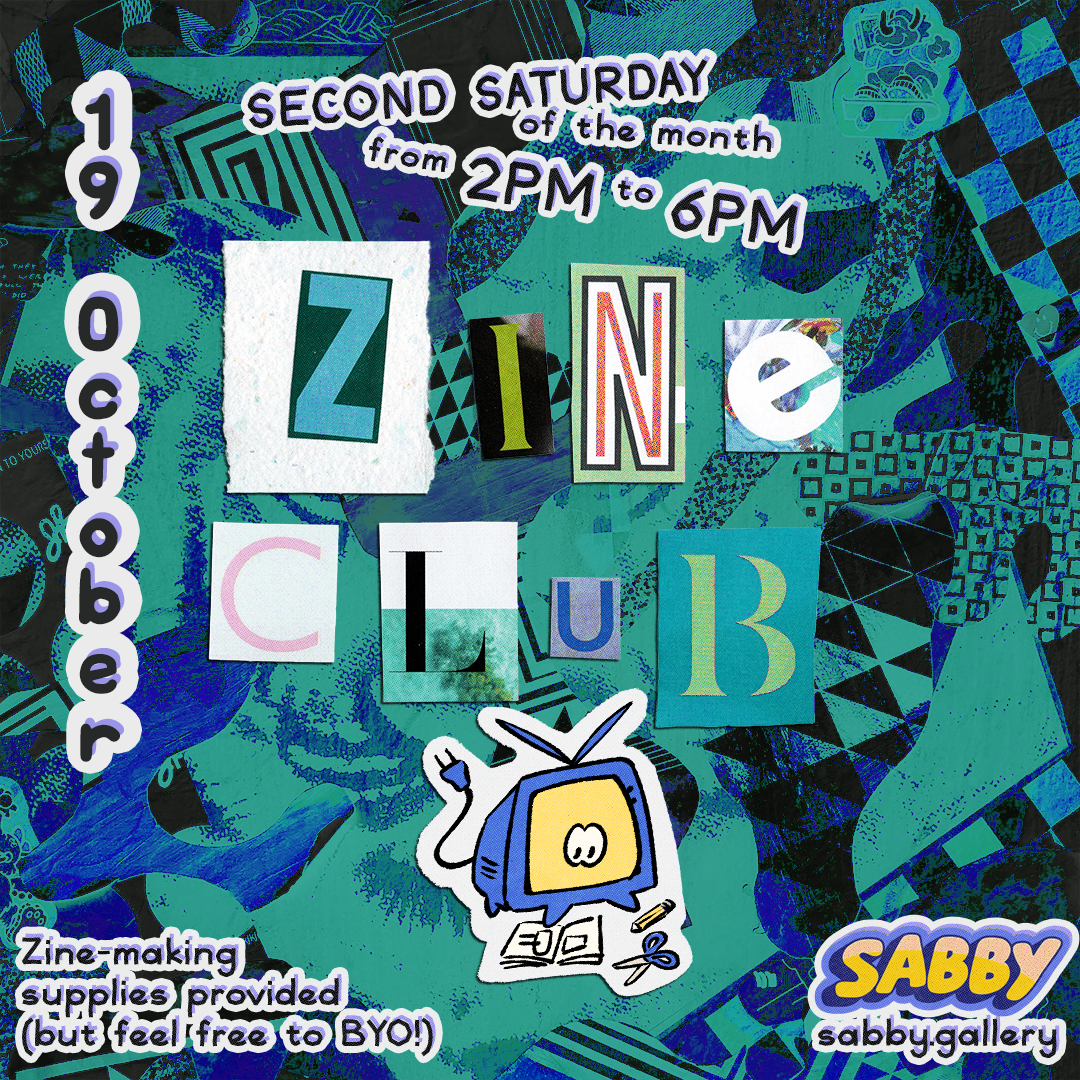 SECOND SATURDAY
of the month
from 2PM to 6PM
19 October
ZINe
CLuB
Zine-making
supplies provided
(but feel free to BYO!)
SABBY
sabby.gallery